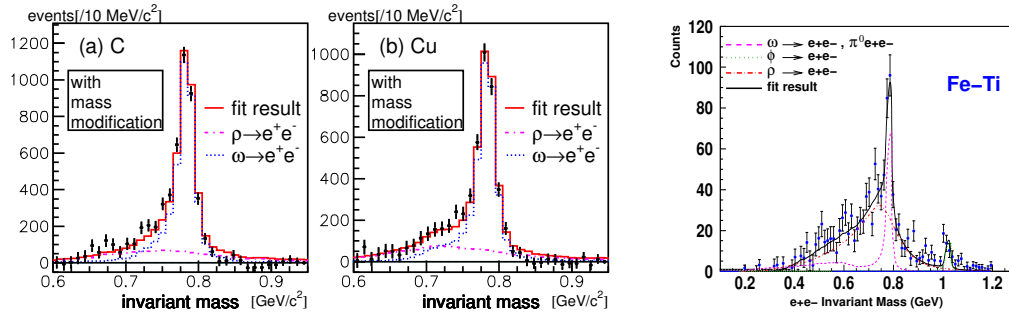 events[/10 MeV/c²]
(a) C
with
mass
modification
fit result
ρ→e⁺e⁻
ω→e⁺e⁻
1000
800
600
400
200
0
0.6 0.7 0.8 0.9
invariant mass [GeV/c²]
events[/10 MeV/c²]
(b) Cu
with
mass
modification
fit result
ρ→e⁺e⁻
ω→e⁺e⁻
1000
800
600
400
200
0
0.6 0.7 0.8 0.9
invariant mass [GeV/c²]
Counts
120
100
80
60
40
20
0
ω → e+e- , π⁰e+e-
φ → e+e-
ρ → e+e-
fit result
Fe-Ti
0.2 0.4 0.6 0.8 1 1.2
e+e- Invariant Mass (GeV)